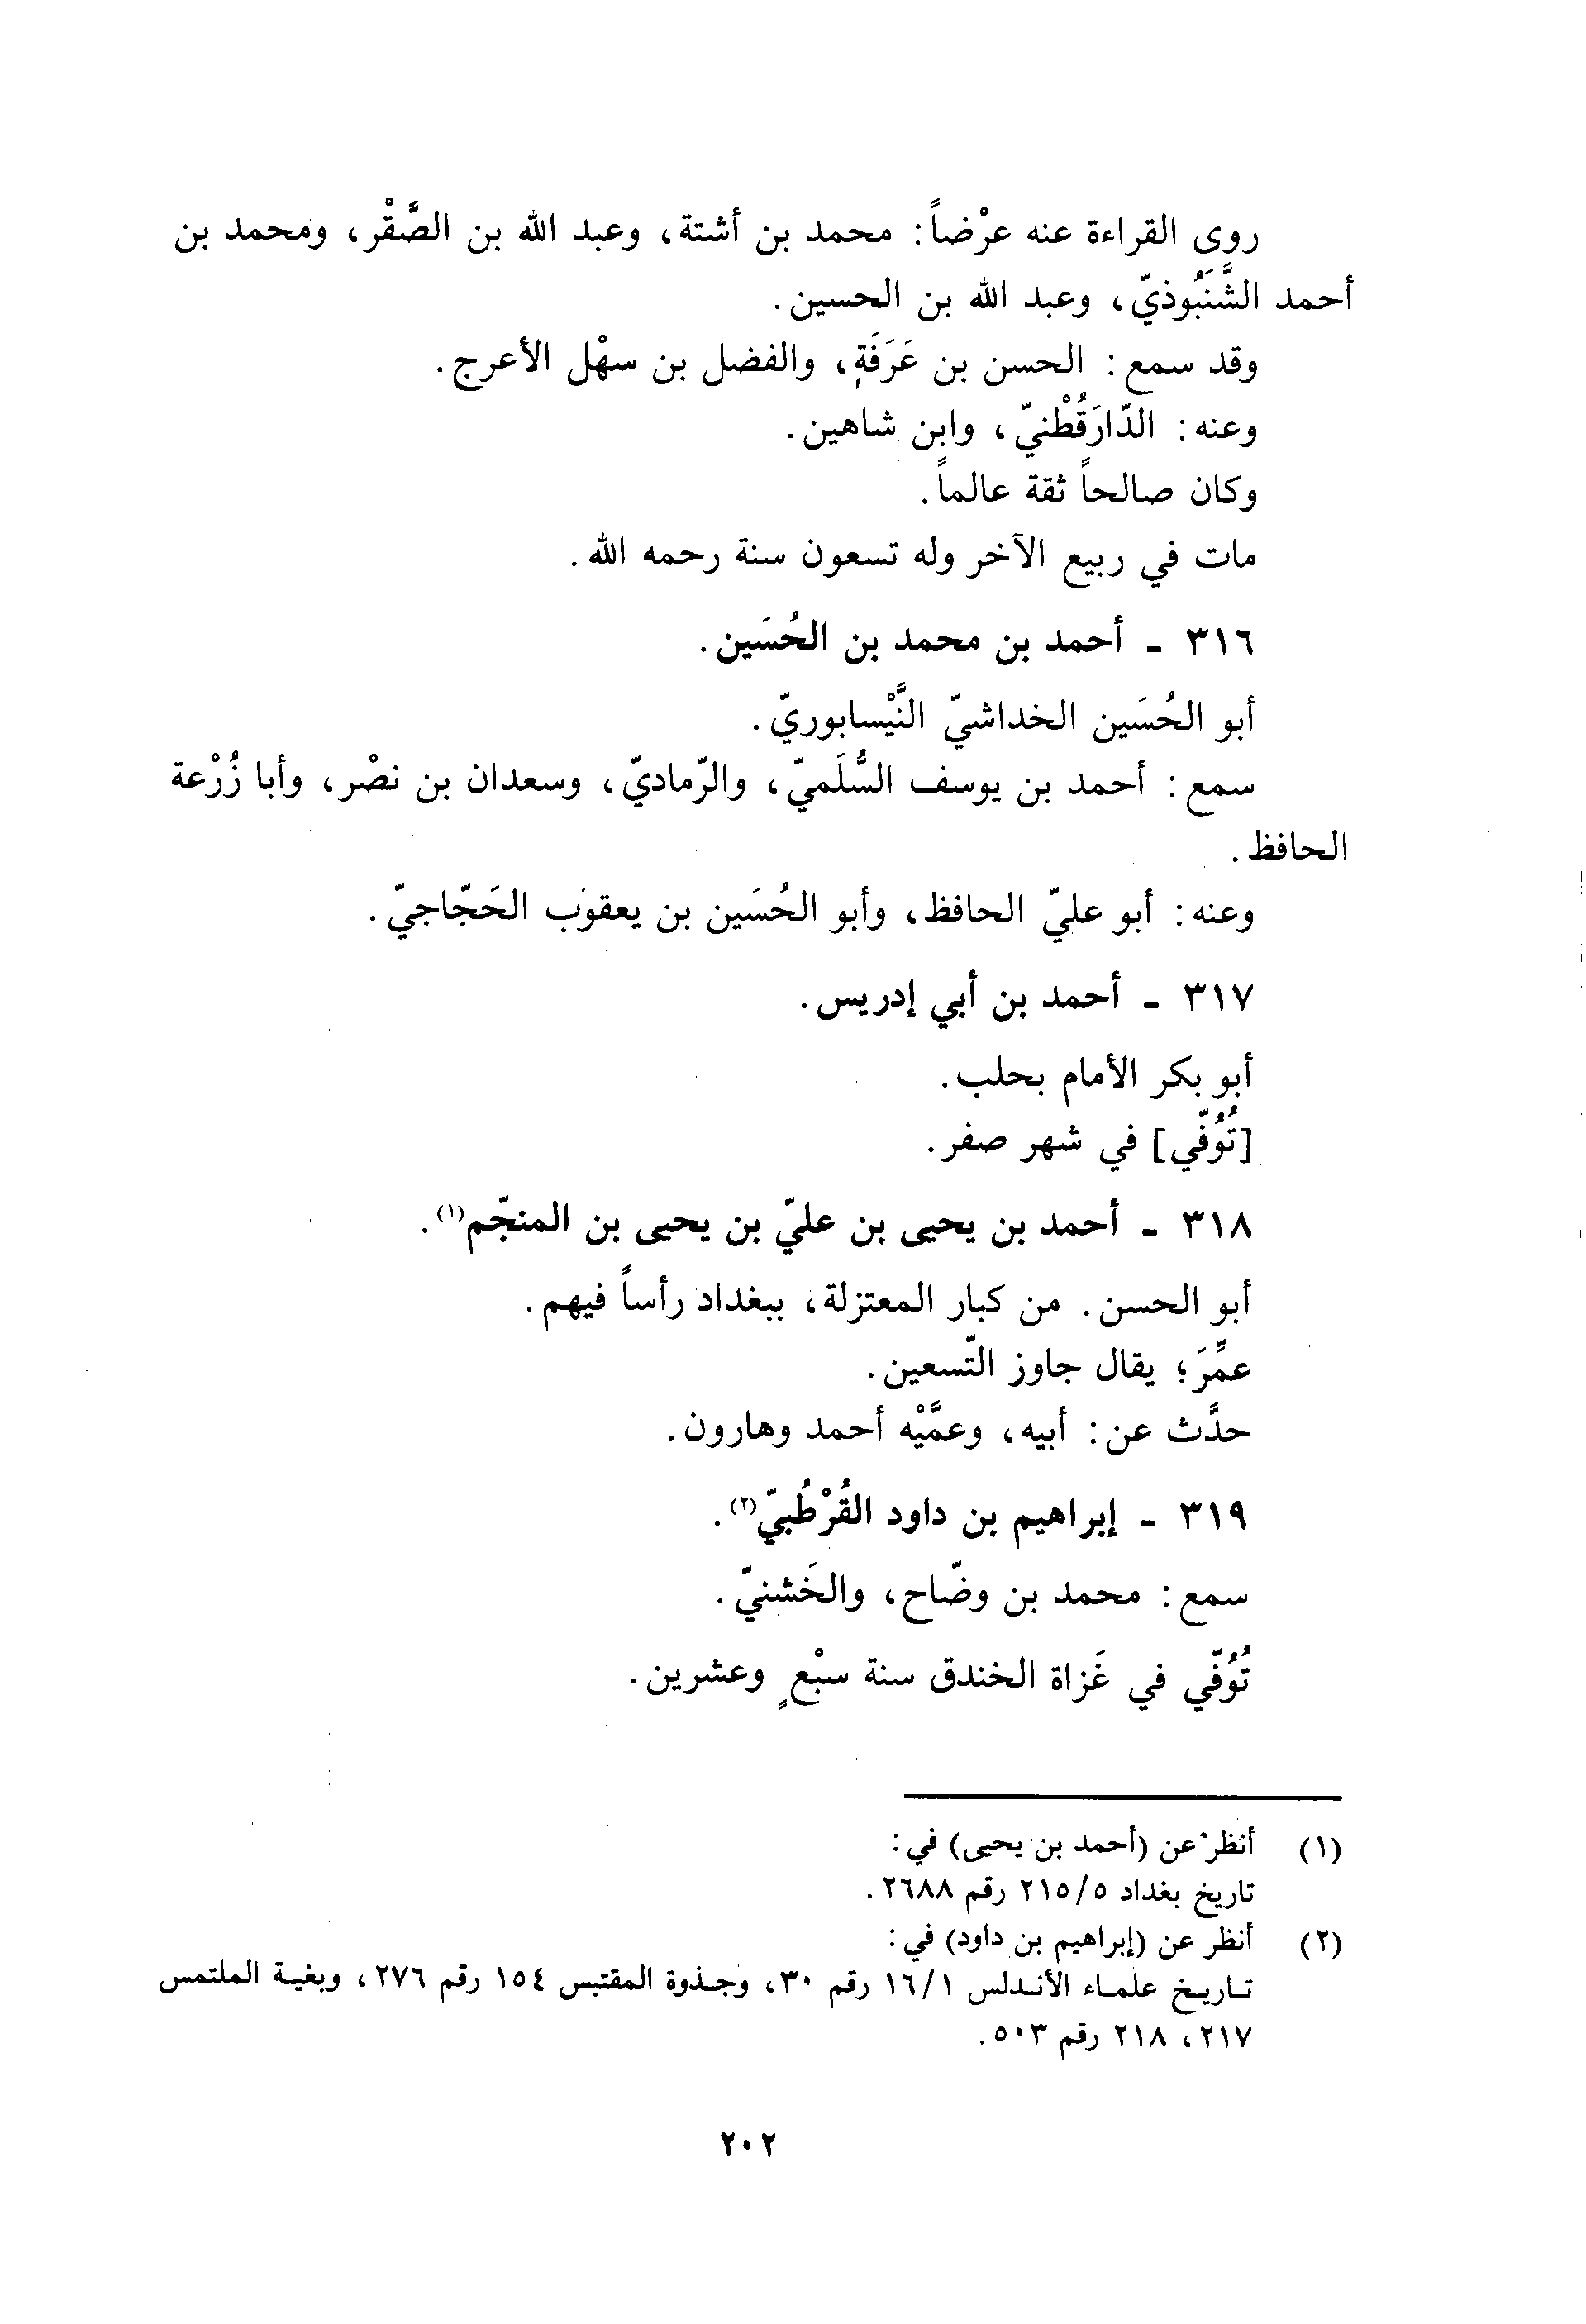 روى القراءة عنه عرْضاً: محمد بن أشتة، وعبد الله بن الصَّقْر، ومحمد بن
أحمد الشَّنَبُوذيّ، وعبد الله بن الحسين.
وقد سمع: الحسن بن عَرَفَةِ، والفضل بن سهْل الأعرج.
وعنه: الدّارَقُطْنيّ، وابن شاهين.
وكان صالحاً ثقة عالماً.
مات في ربيع الآخر وله تسعون سنة رحمه الله.
٣١٦ - أحمد بن محمد بن الحُسَين.
أبو الحُسَين الخداشيّ النَّيْسابوريّ.
سمع: أحمد بن يوسف السُّلَميّ، والرّماديّ، وسعدان بن نصْر، وأبا زُرْعة
الحافظ.
وعنه: أبو عليّ الحافظ، وأبو الحُسَين بن يعقوب الحَجّاجيّ.
٣١٧ - أحمد بن أبي إدريس.
أبو بكر الأمام بحلب.
[تُوُفّي] في شهر صفر.
٣١٨ - أحمد بن يحيى بن عليّ بن يحيى بن المنجّم(١).
أبو الحسن. من كبار المعتزلة، ببغداد رأساً فيهم.
عمِّرَ؛ يقال جاوز التّسعين.
حدَّث عن: أبيه، وعمَّيْه أحمد وهارون.
٣١٩ - إبراهيم بن داود القُرْطُبيّ(٢).
سمع: محمد بن وضّاح، والخَشنيّ.
تُوُفّي في غَزاة الخندق سنة سبْعٍ وعشرين.
(١) أنظر عن (أحمد بن يحيى) في:
تاريخ بغداد ٢١٥/٥ رقم ٢٦٨٨.
(٢) أنظر عن (إبراهيم بن داود) في:
تـاريـخ علمـاء الأنـدلس ١٦/١ رقم ٣٠، وجـذوة المقتبس ١٥٤ رقم ٢٧٦، وبغيـة الملتمس
٢١٧، ٢١٨ رقم ٥٠٣.
٢٠٢